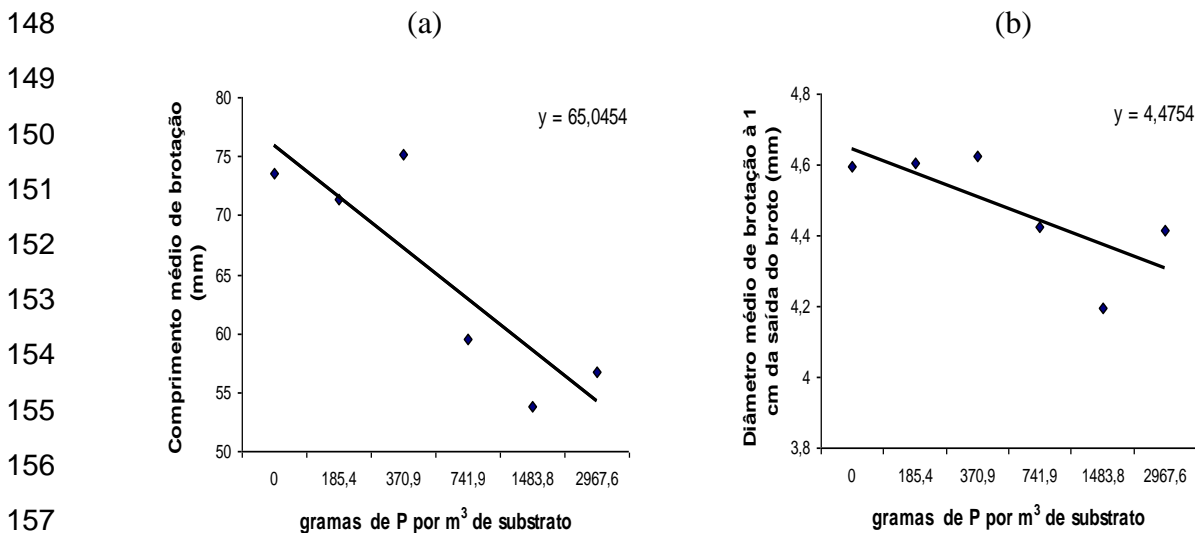 148
(a)
(b)
149
150
151
152
153
154
155
156
157
Comprimento médio de brotação
(mm)
80
75
70
65
60
55
50
y = 65,0454
0 185,4 370,9 741,9 1483,8 2967,6
gramas de P por m³ de substrato
Diâmetro médio de brotação à 1
cm da saída do broto (mm)
4,8
4,6
4,4
4,2
4
3,8
y = 4,4754
0 185,4 370,9 741,9 1483,8 2967,6
gramas de P por m³ de substrato